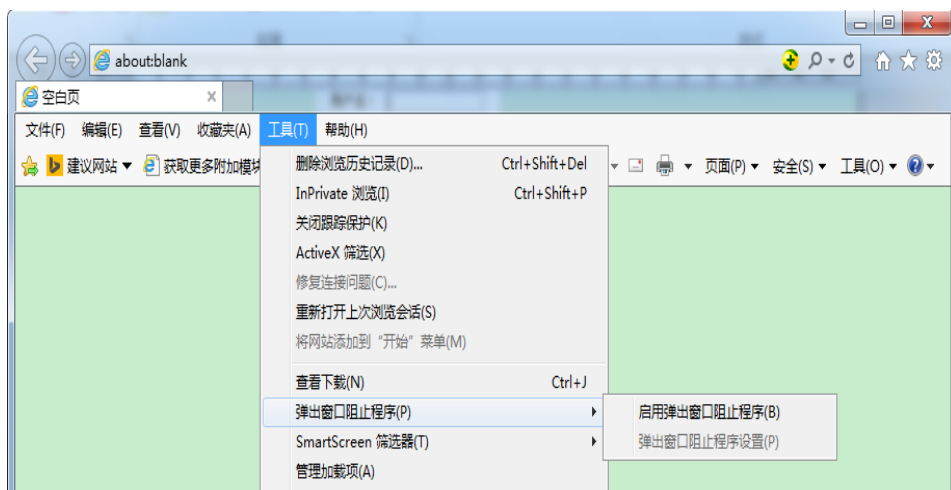 about:blank
空白页
文件(F) 编辑(E) 查看(V) 收藏夹(A) 工具(T) 帮助(H)
建议网站 获取更多附加模块 页面(P) 安全(S) 工具(O)
删除浏览历史记录(D)... Ctrl+Shift+Del
InPrivate 浏览(I) Ctrl+Shift+P
关闭跟踪保护(K)
ActiveX 筛选(X)
修复连接问题(C)...
重新打开上次浏览会话(S)
将网站添加到“开始”菜单(M)
查看下载(N) Ctrl+J
弹出窗口阻止程序(P) 启用弹出窗口阻止程序(B)
SmartScreen 筛选器(T) 弹出窗口阻止程序设置(P)
管理加载项(A)